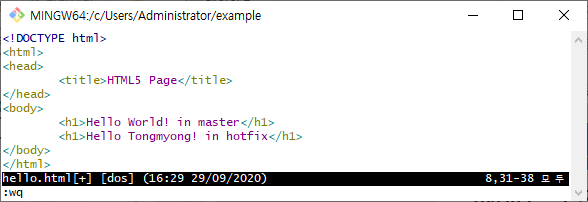 MINGW64:/c/Users/Administrator/example
<!DOCTYPE html>
<html>
<head>
        <title>HTML5 Page</title>
</head>
<body>
        <h1>Hello World! in master</h1>
        <h1>Hello Tongmyong! in hotfix</h1>
</body>
</html>
hello.html[+] [dos] (16:29 29/09/2020) 8,31-38 모두
:wq